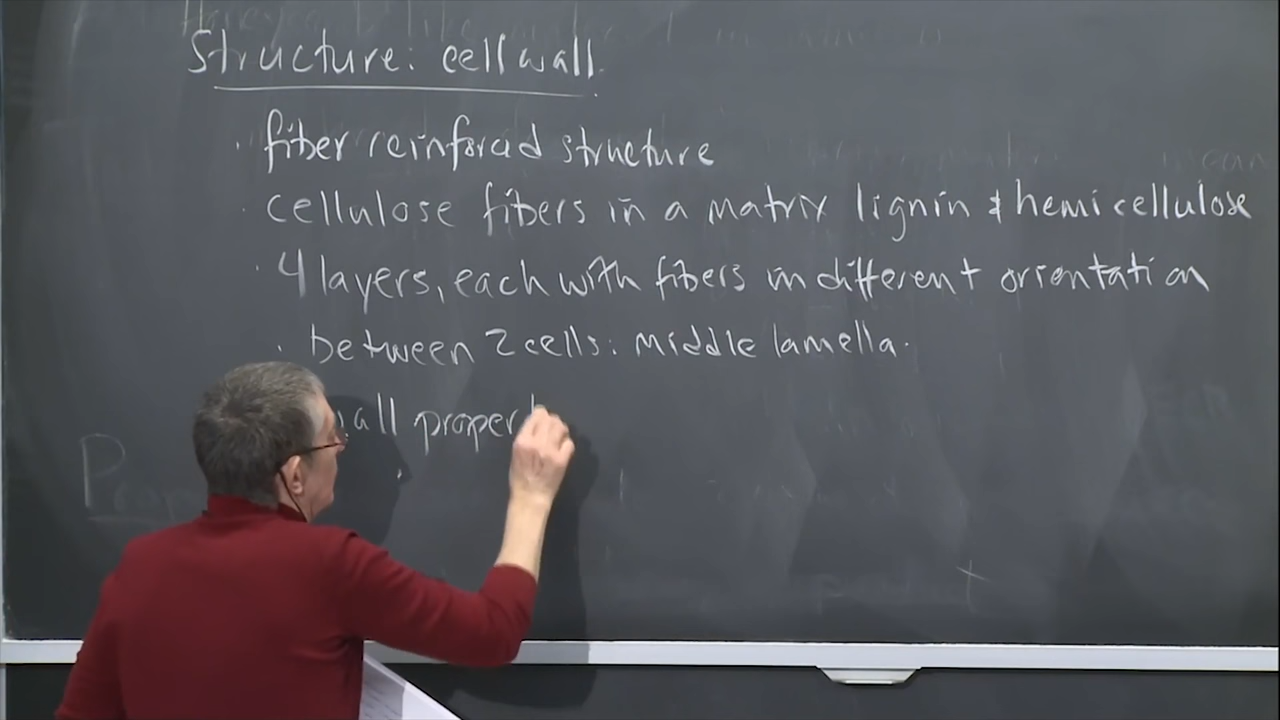 Structure: cell wall.
· fiber reinforced structure
· cellulose fibers in a matrix lignin & hemicellulose
· 4 layers, each with fibers in different orientation
· between 2 cells: middle lamella.